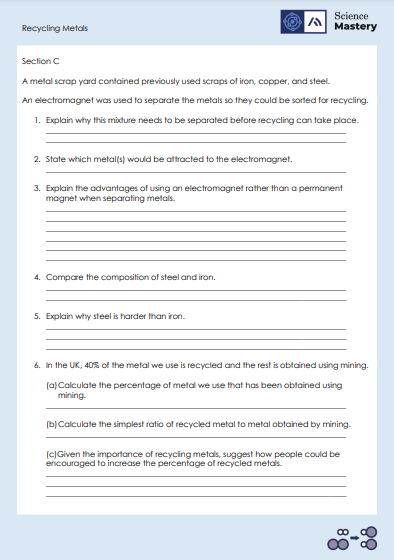 Recycling Metals
Science
Mastery
Section C
A metal scrap yard contained previously used scraps of iron, copper, and steel.
An electromagnet was used to separate the metals so they could be sorted for recycling.
1. Explain why this mixture needs to be separated before recycling can take place.
2. State which metal(s) would be attracted to the electromagnet.
3. Explain the advantages of using an electromagnet rather than a permanent
magnet when separating metals.
4. Compare the composition of steel and iron.
5. Explain why steel is harder than iron.
6. In the UK, 40% of the metal we use is recycled and the rest is obtained using mining.
(a)Calculate the percentage of metal we use that has been obtained using
mining.
(b)Calculate the simplest ratio of recycled metal to metal obtained by mining.
(c)Given the importance of recycling metals, suggest how people could be
encouraged to increase the percentage of recycled metals.